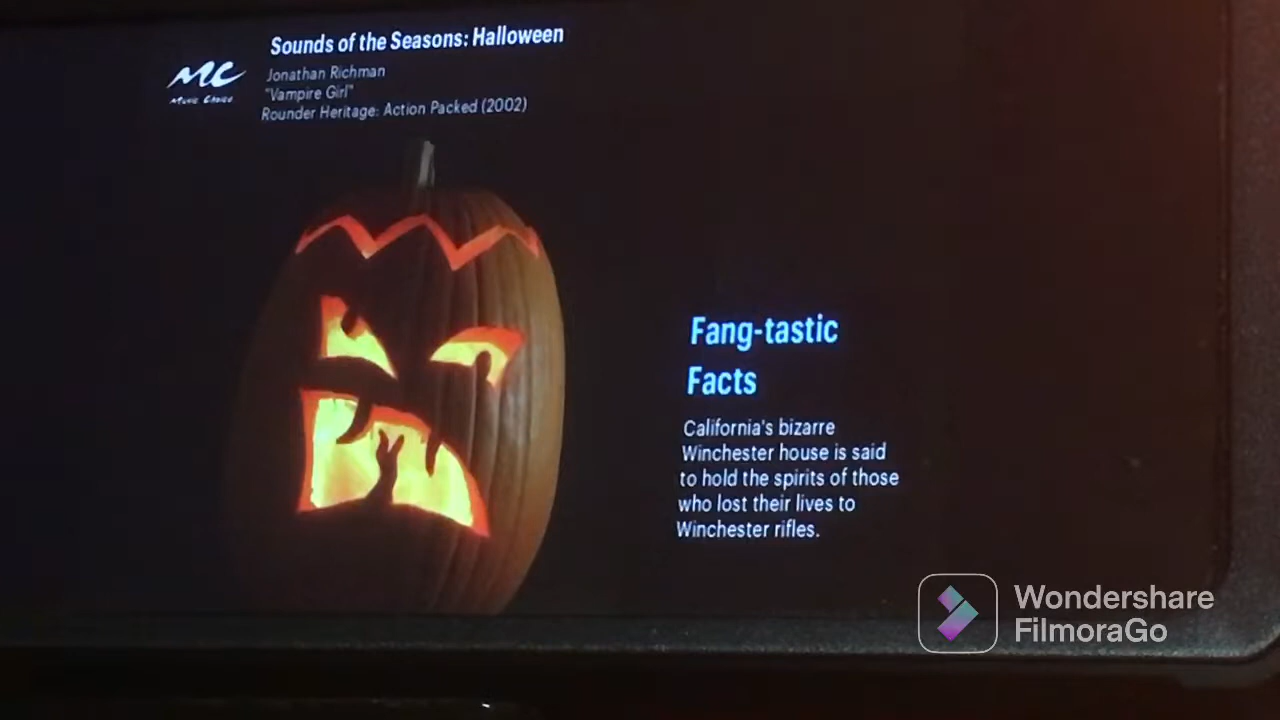 Sounds of the Seasons: Halloween
MC
Music Choice
Jonathan Richman
"Vampire Girl"
Rounder Heritage: Action Packed (2002)
Fang-tastic
Facts
California's bizarre
Winchester house is said
to hold the spirits of those
who lost their lives to
Winchester rifles.
Wondershare
FilmoraGo